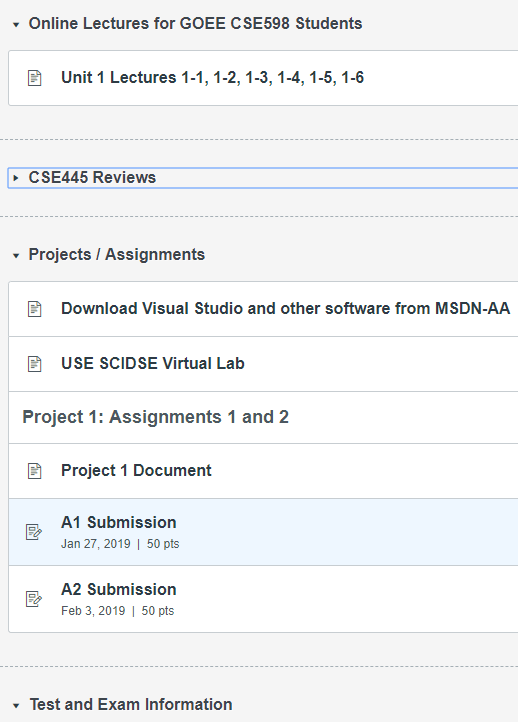 Online Lectures for GOEE CSE598 Students
Unit 1 Lectures 1-1, 1-2, 1-3, 1-4, 1-5, 1-6
CSE445 Reviews
Projects / Assignments
Download Visual Studio and other software from MSDN-AA
USE SCIDSE Virtual Lab
Project 1: Assignments 1 and 2
Project 1 Document
A1 Submission
Jan 27, 2019 | 50 pts
A2 Submission
Feb 3, 2019 | 50 pts
Test and Exam Information